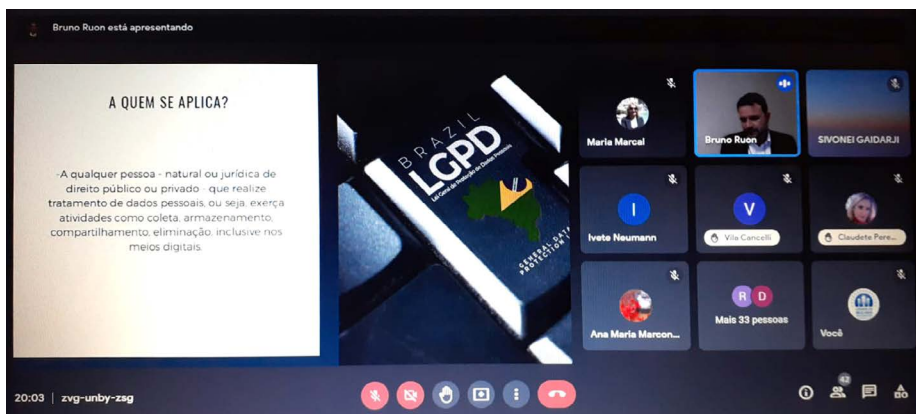 Bruno Ruon está apresentando
A QUEM SE APLICA?
-A qualquer pessoa - natural ou jurídica de
direito público ou privado - que realize
tratamento de dados pessoais, ou seja, exerça
atividades como coleta, armazenamento,
compartilhamento, eliminação, inclusive nos
meios digitais.
BRAZIL
LGPD
Lei Geral de Proteção de Dados Pessoais
GENERAL DATA
PROTECTION L
Maria Marcal
Bruno Ruon
SIVONEI GAIDARJI
I
Ivete Neumann
V
Vila Cancelli
Claudete Pere...
Ana Maria Marcon...
R D
Mais 33 pessoas
Você
20:03 | zvg-unby-zsg
42